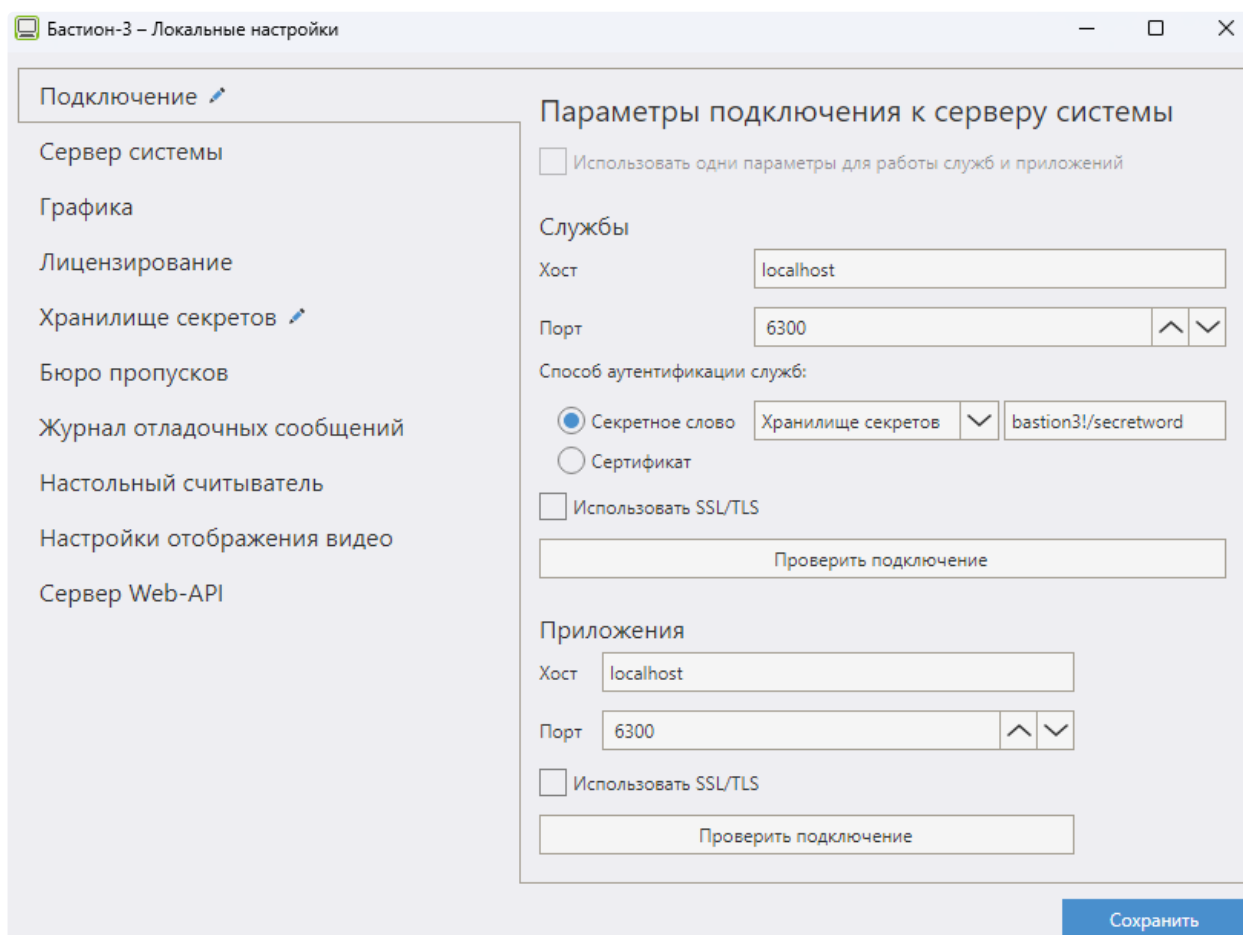 Бастион-3 – Локальные настройки
Подключение
Сервер системы
Графика
Лицензирование
Хранилище секретов
Бюро пропусков
Журнал отладочных сообщений
Настольный считыватель
Настройки отображения видео
Сервер Web-API
Параметры подключения к серверу системы
Использовать одни параметры для работы служб и приложений
Службы
Хост localhost
Порт 6300
Способ аутентификации служб:
Секретное слово Хранилище секретов bastion3!/secretword
Сертификат
Использовать SSL/TLS
Проверить подключение
Приложения
Хост localhost
Порт 6300
Использовать SSL/TLS
Проверить подключение
Сохранить